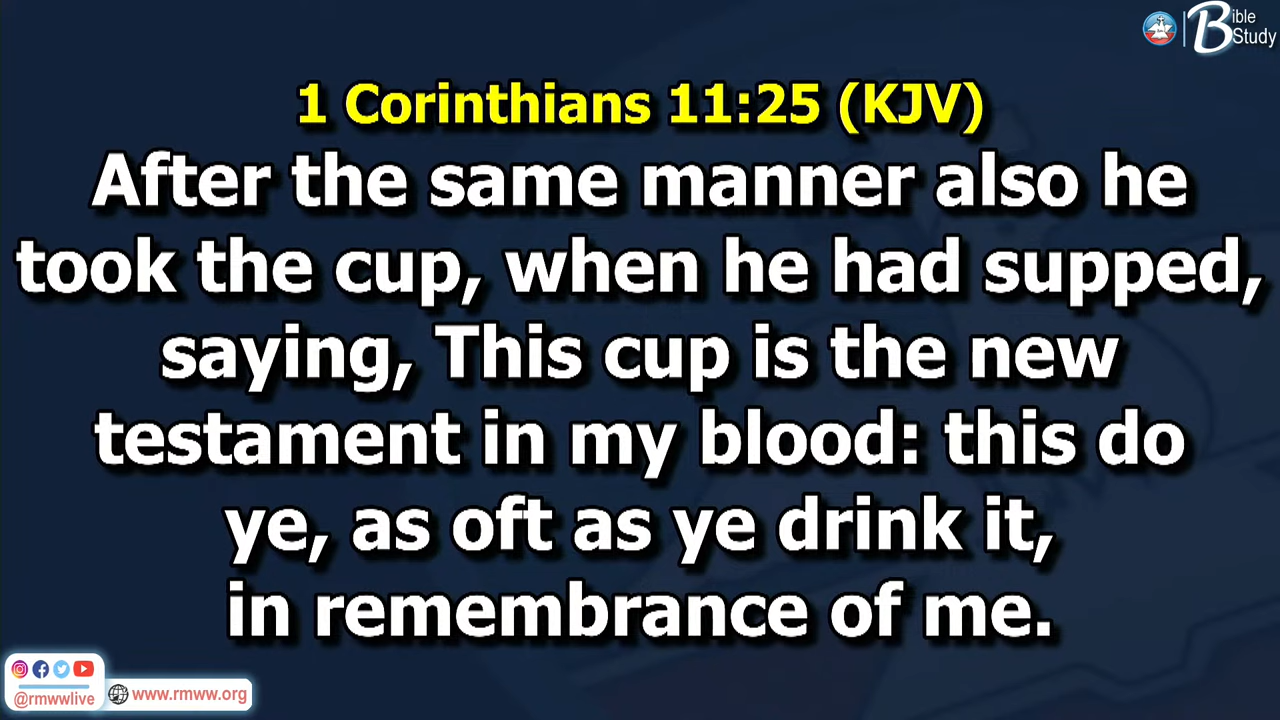 Bible
Study
1 Corinthians 11:25 (KJV)
After the same manner also he
took the cup, when he had supped,
saying, This cup is the new
testament in my blood: this do
ye, as oft as ye drink it,
in remembrance of me.
@rmwwlive
www.rmww.org